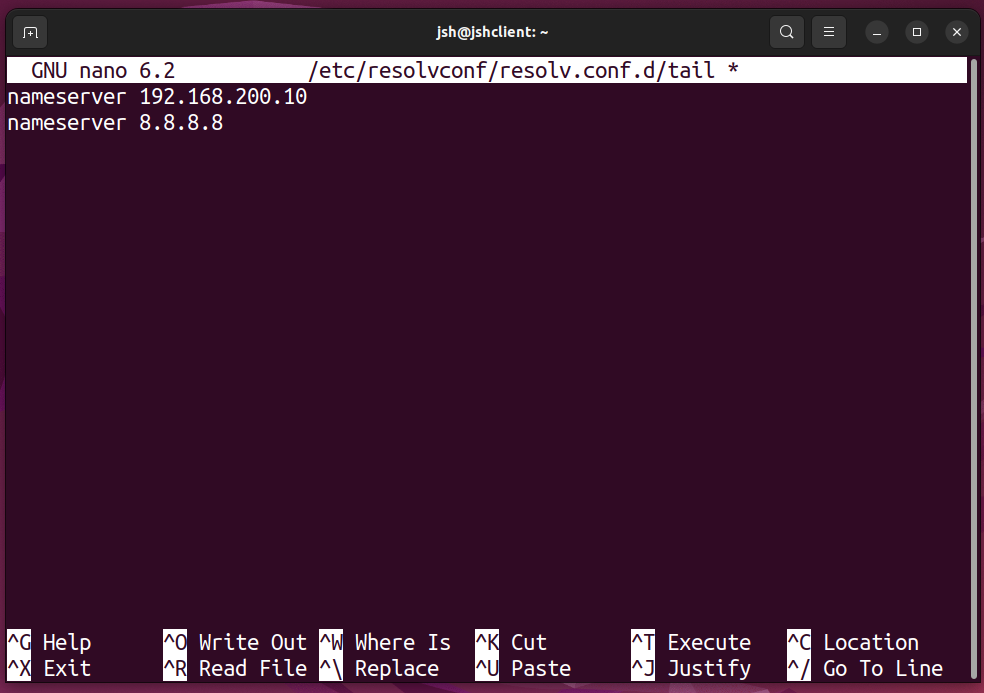 jsh@jshclient: ~
GNU nano 6.2 /etc/resolvconf/resolv.conf.d/tail *
nameserver 192.168.200.10
nameserver 8.8.8.8
^G Help ^O Write Out ^W Where Is ^K Cut ^T Execute ^C Location
^X Exit ^R Read File ^\ Replace ^U Paste ^J Justify ^/ Go To Line